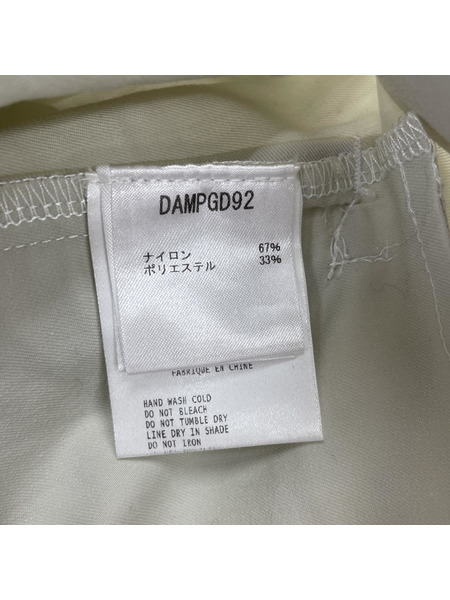 DAMPGD92
ナイロン 67%
ポリエステル 33%
FABRIQUE EN CHINE
HAND WASH COLD
DO NOT BLEACH
DO NOT TUMBLE DRY
LINE DRY IN SHADE
DO NOT IRON